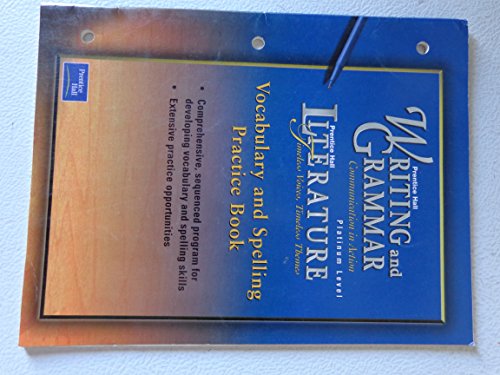 Prentice Hall
WRITING and
GRAMMAR
Communication in Action
Platinum Level
Prentice Hall
LITERATURE
Timeless Voices, Timeless Themes
Vocabulary and Spelling
Practice Book
• Comprehensive, sequenced program for
developing vocabulary and spelling skills
• Extensive practice opportunities
Prentice
Hall